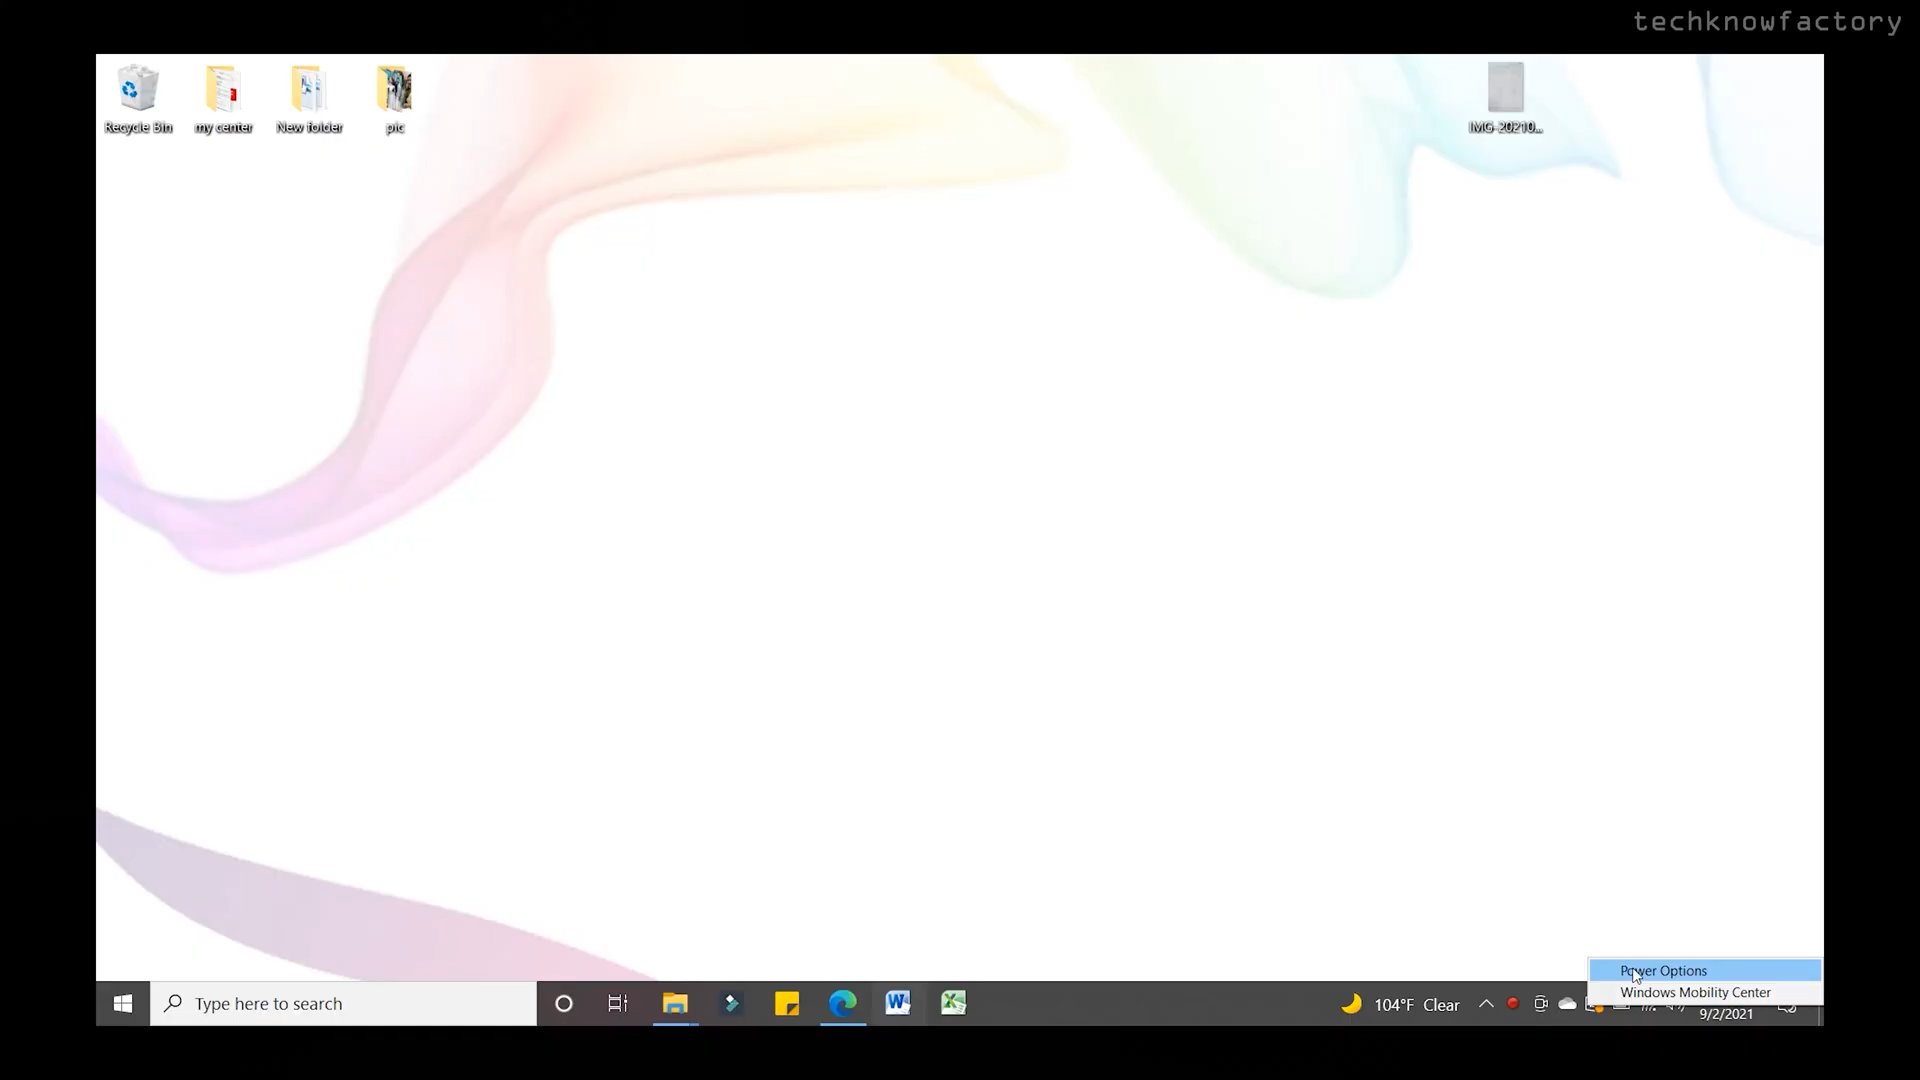 techknowfactory
Recycle Bin
my center
New folder
pic
IMG-20210...
Power Options
Windows Mobility Center
Type here to search
104°F Clear
9/2/2021